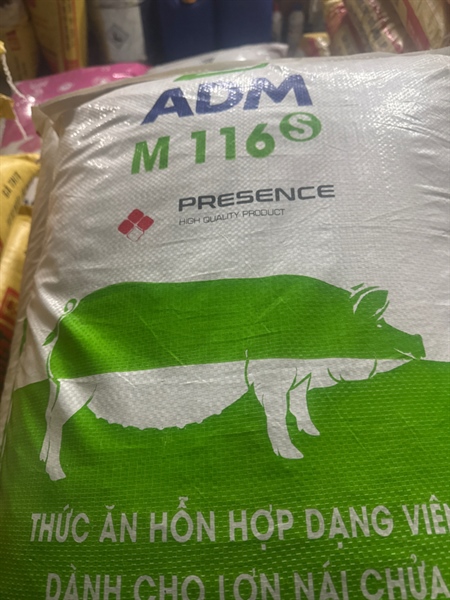 ADM
M 116 S
PRESENCE
HIGH QUALITY PRODUCT
THỨC ĂN HỖN HỢP DẠNG VIÊN
DÀNH CHO LỢN NÁI CHỬA